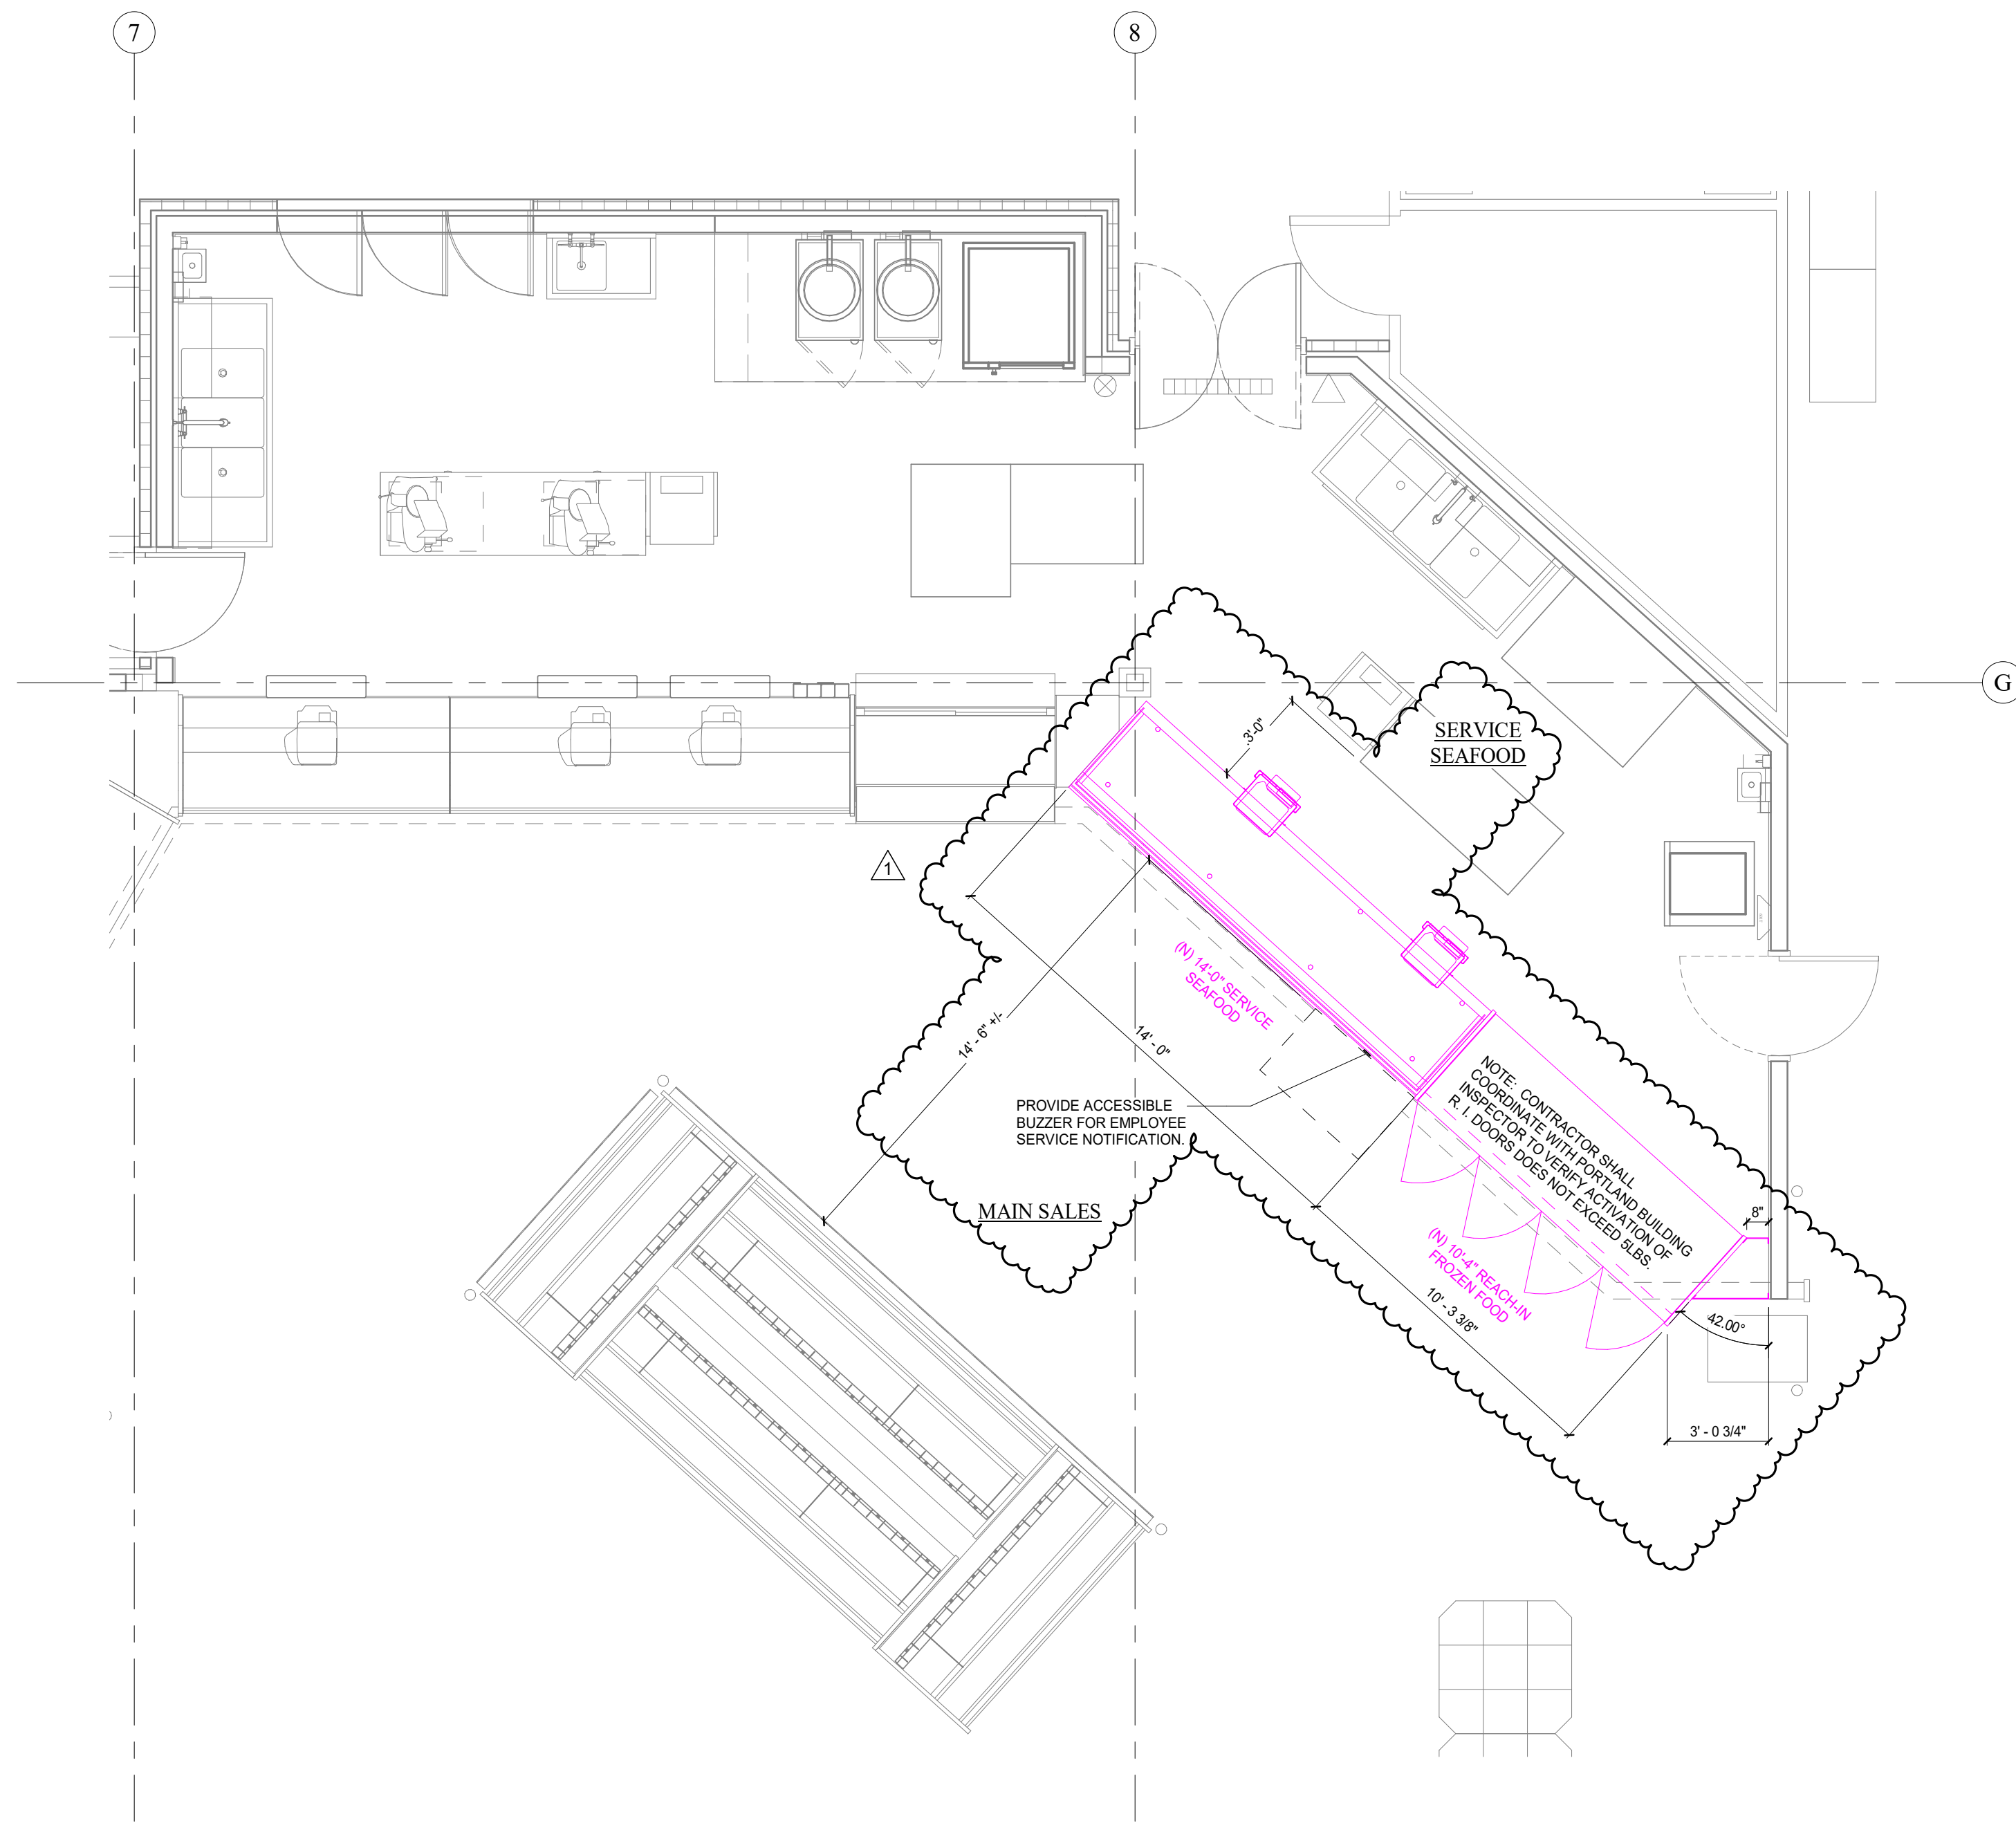 7
8
G
SERVICE
SEAFOOD
3'-0"
1
(N) 14'-0" SERVICE
SEAFOOD
14' - 6" +/-
14' - 0"
PROVIDE ACCESSIBLE
BUZZER FOR EMPLOYEE
SERVICE NOTIFICATION.
MAIN SALES
NOTE: CONTRACTOR SHALL
COORDINATE WITH PORTLAND BUILDING
INSPECTOR TO VERIFY ACTIVATION OF
R. I. DOORS DOES NOT EXCEED 5LBS.
8"
(N) 10'-4" REACH-IN
FROZEN FOOD
10' - 3 3/8"
42.00°
3' - 0 3/4"